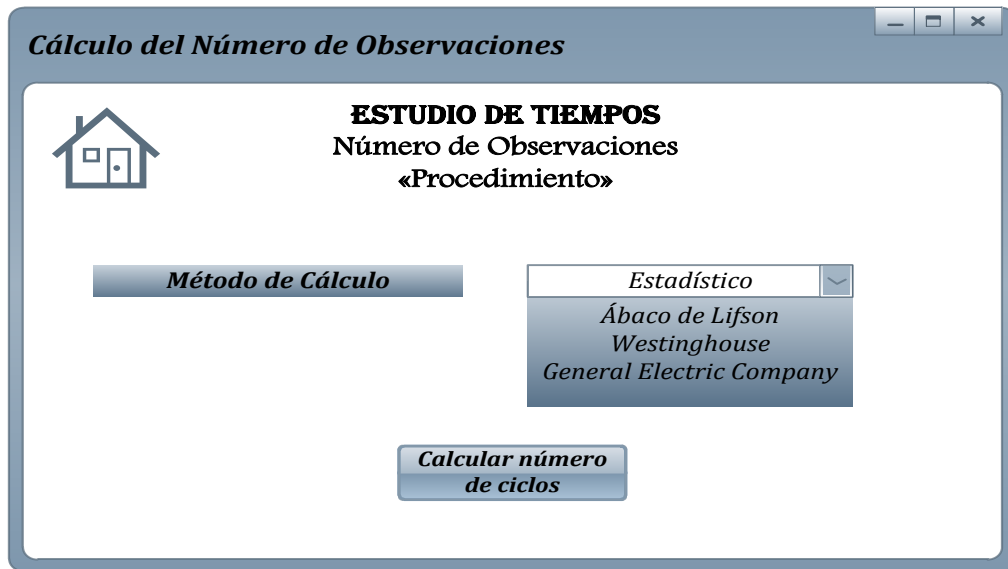 Cálculo del Número de Observaciones
ESTUDIO DE TIEMPOS
Número de Observaciones
«Procedimiento»
Método de Cálculo
Estadístico
Ábaco de Lifson
Westinghouse
General Electric Company
Calcular número
de ciclos